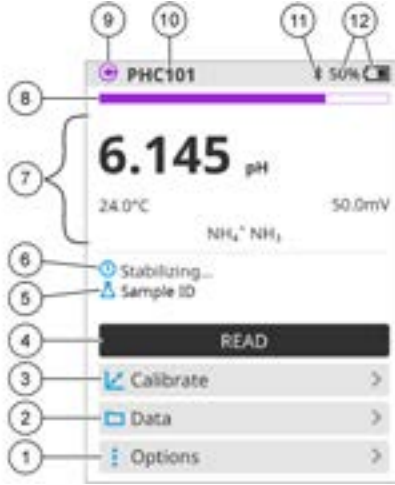 9 10 11 12
PHC101 50%
8
7
6.145 pH
24.0°C 50.0mV
NH₄⁺ NH₃
6 Stabilizing...
5 Sample ID
4 READ
3 Calibrate >
2 Data >
1 Options >